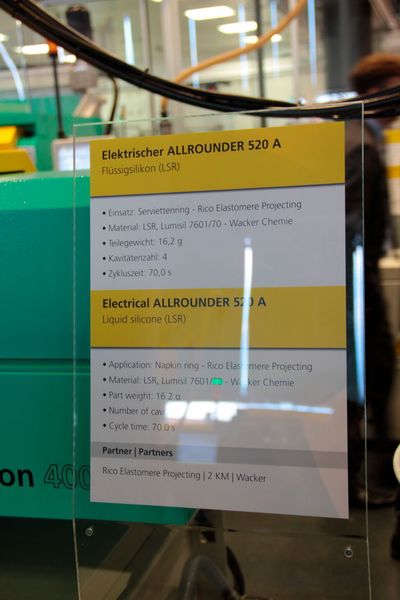 Elektrischer ALLROUNDER 520 A
Flüssigsilikon (LSR)
• Einsatz: Serviettenring - Rico Elastomere Projecting
• Material: LSR, Lumisil 7601/70 - Wacker Chemie
• Teilegewicht: 16,2 g
• Kavitätenzahl: 4
• Zykluszeit: 70,0 s
Electrical ALLROUNDER 520 A
Liquid silicone (LSR)
• Application: Napkin ring - Rico Elastomere Projecting
• Material: LSR, Lumisil 7601/70 - Wacker Chemie
• Part weight: 16.2 g
• Number of
• Cycle time: 70.0 s
Partner | Partners
Rico Elastomere Projecting | 2 KM | Wacker
on 400